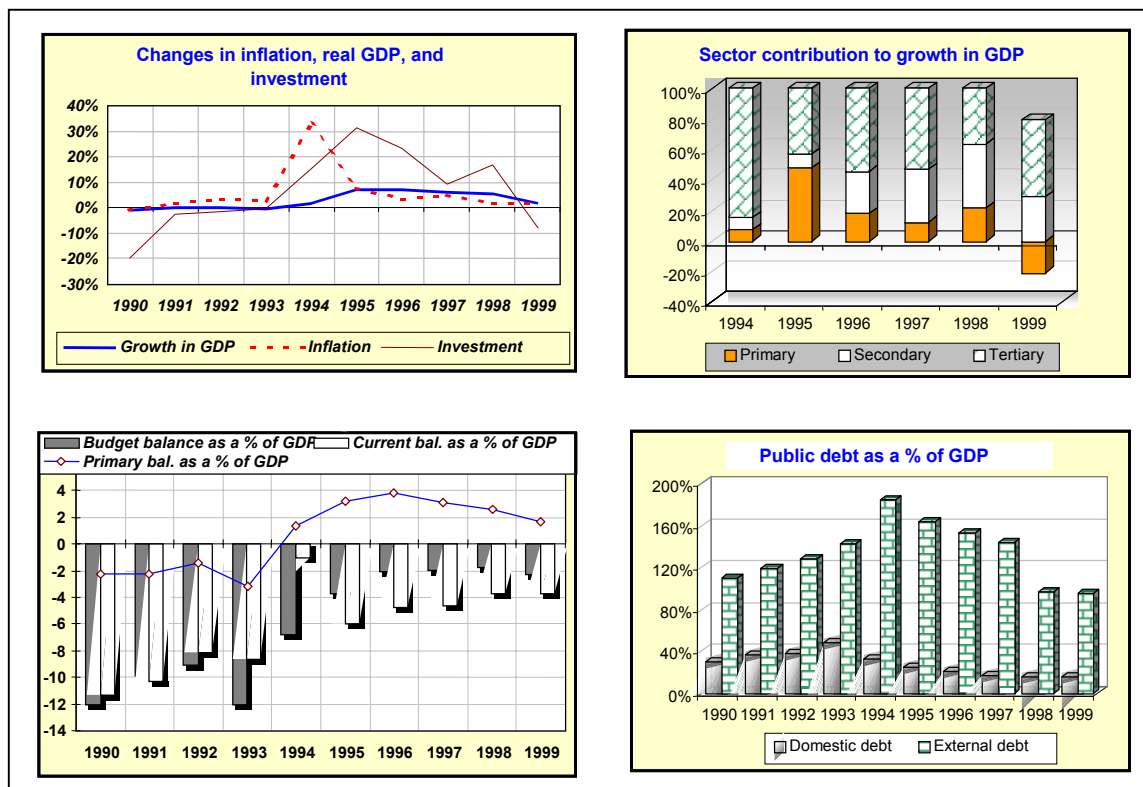 Changes in inflation, real GDP, and
investment
40%
30%
20%
10%
0%
-10%
-20%
-30%
1990 1991 1992 1993 1994 1995 1996 1997 1998 1999
Growth in GDP Inflation Investment
Sector contribution to growth in GDP
100%
80%
60%
40%
20%
0%
-20%
-40%
1994 1995 1996 1997 1998 1999
Primary Secondary Tertiary
Budget balance as a % of GDP Current bal. as a % of GDP
Primary bal. as a % of GDP
4
2
0
-2
-4
-6
-8
-10
-12
-14
1990 1991 1992 1993 1994 1995 1996 1997 1998 1999
Public debt as a % of GDP
200%
160%
120%
80%
40%
0%
1990 1991 1992 1993 1994 1995 1996 1997 1998 1999
Domestic debt External debt